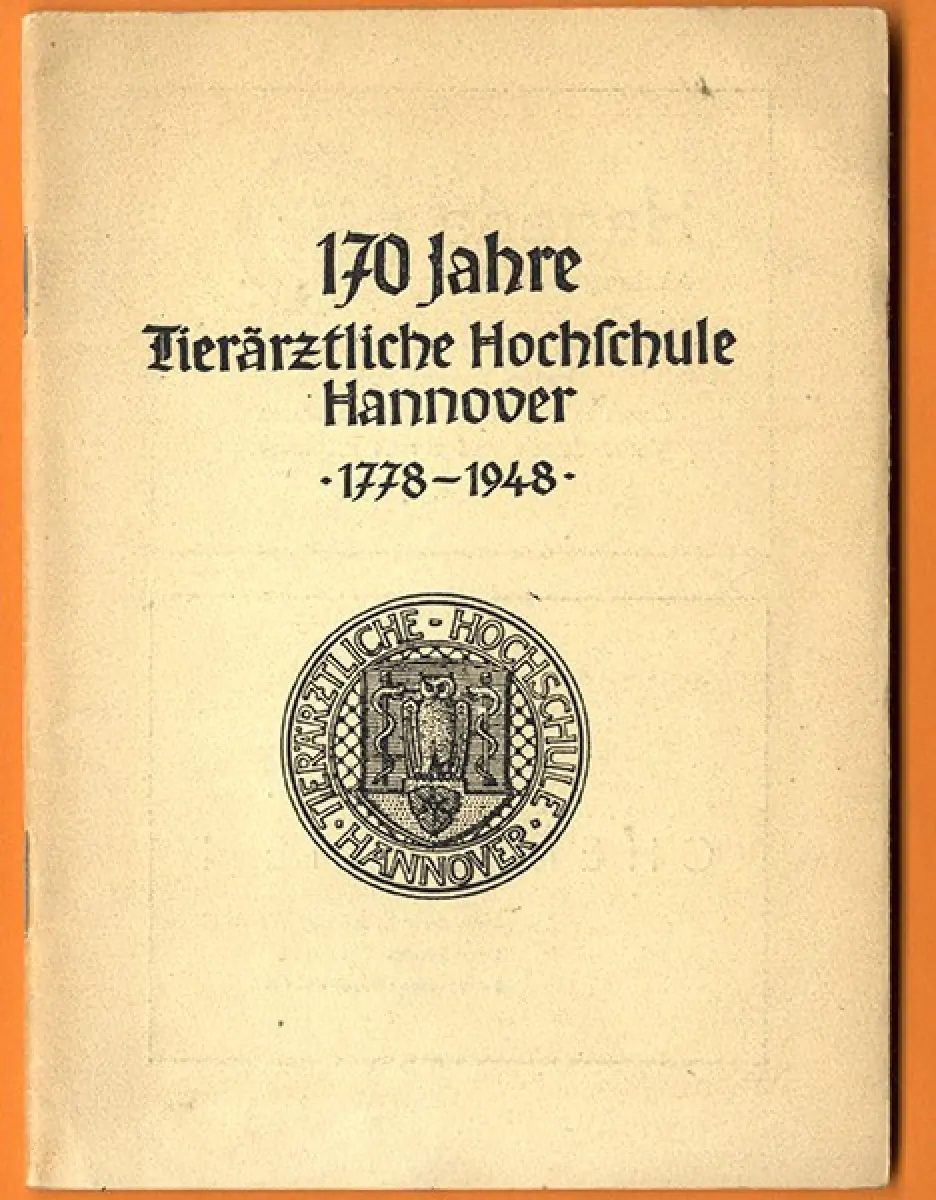 170 Jahre
Tierärztliche Hochſchule
Hannover
· 1778 – 1948 ·
TIERÄRZTLICHE - HOCHSCHULE
· HANNOVER ·